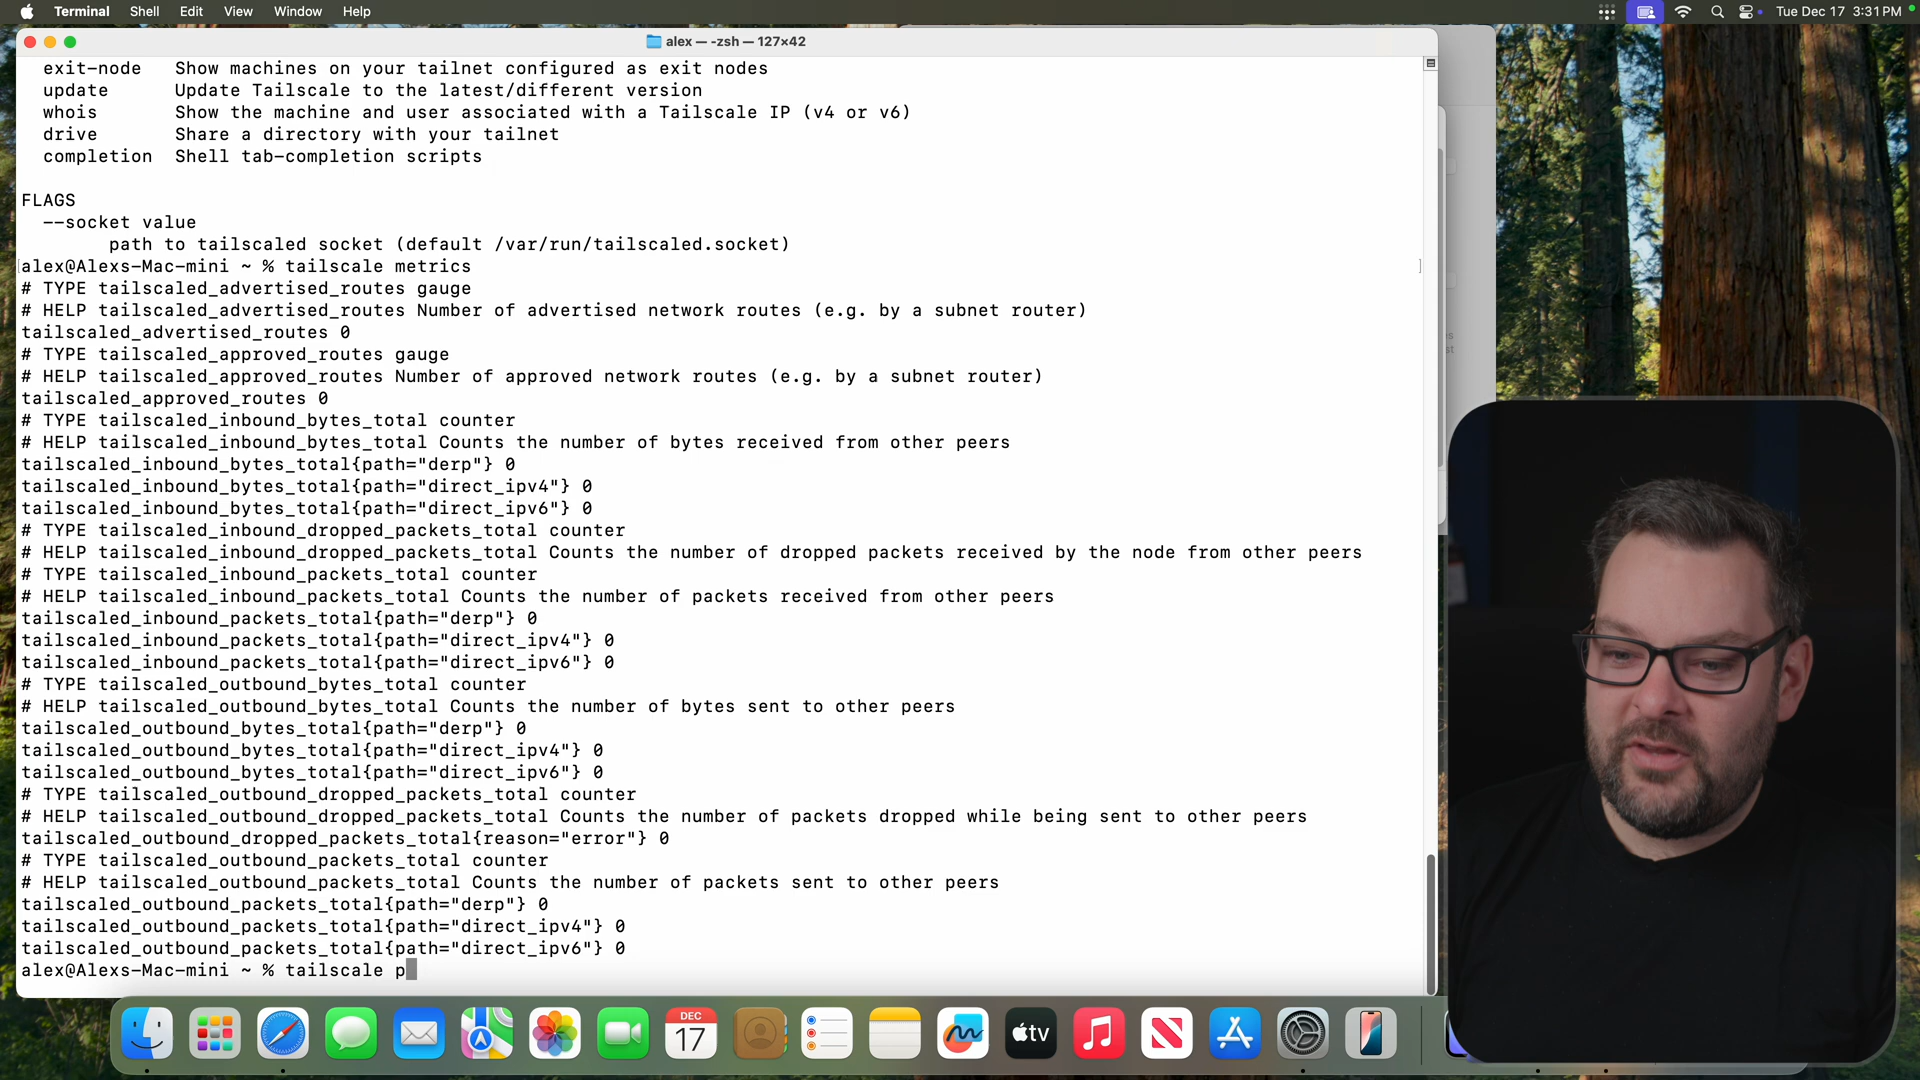 Terminal Shell Edit View Window Help
Tue Dec 17 3:31 PM
alex — -zsh — 127×42
exit-node Show machines on your tailnet configured as exit nodes
update Update Tailscale to the latest/different version
whois Show the machine and user associated with a Tailscale IP (v4 or v6)
drive Share a directory with your tailnet
completion Shell tab-completion scripts
FLAGS
--socket value
path to tailscaled socket (default /var/run/tailscaled.socket)
alex@Alexs-Mac-mini ~ % tailscale metrics
# TYPE tailscaled_advertised_routes gauge
# HELP tailscaled_advertised_routes Number of advertised network routes (e.g. by a subnet router)
tailscaled_advertised_routes 0
# TYPE tailscaled_approved_routes gauge
# HELP tailscaled_approved_routes Number of approved network routes (e.g. by a subnet router)
tailscaled_approved_routes 0
# TYPE tailscaled_inbound_bytes_total counter
# HELP tailscaled_inbound_bytes_total Counts the number of bytes received from other peers
tailscaled_inbound_bytes_total{path="derp"} 0
tailscaled_inbound_bytes_total{path="direct_ipv4"} 0
tailscaled_inbound_bytes_total{path="direct_ipv6"} 0
# TYPE tailscaled_inbound_dropped_packets_total counter
# HELP tailscaled_inbound_dropped_packets_total Counts the number of dropped packets received by the node from other peers
# TYPE tailscaled_inbound_packets_total counter
# HELP tailscaled_inbound_packets_total Counts the number of packets received from other peers
tailscaled_inbound_packets_total{path="derp"} 0
tailscaled_inbound_packets_total{path="direct_ipv4"} 0
tailscaled_inbound_packets_total{path="direct_ipv6"} 0
# TYPE tailscaled_outbound_bytes_total counter
# HELP tailscaled_outbound_bytes_total Counts the number of bytes sent to other peers
tailscaled_outbound_bytes_total{path="derp"} 0
tailscaled_outbound_bytes_total{path="direct_ipv4"} 0
tailscaled_outbound_bytes_total{path="direct_ipv6"} 0
# TYPE tailscaled_outbound_dropped_packets_total counter
# HELP tailscaled_outbound_dropped_packets_total Counts the number of packets dropped while being sent to other peers
tailscaled_outbound_dropped_packets_total{reason="error"} 0
# TYPE tailscaled_outbound_packets_total counter
# HELP tailscaled_outbound_packets_total Counts the number of packets sent to other peers
tailscaled_outbound_packets_total{path="derp"} 0
tailscaled_outbound_packets_total{path="direct_ipv4"} 0
tailscaled_outbound_packets_total{path="direct_ipv6"} 0
alex@Alexs-Mac-mini ~ % tailscale p
DEC
17
tv